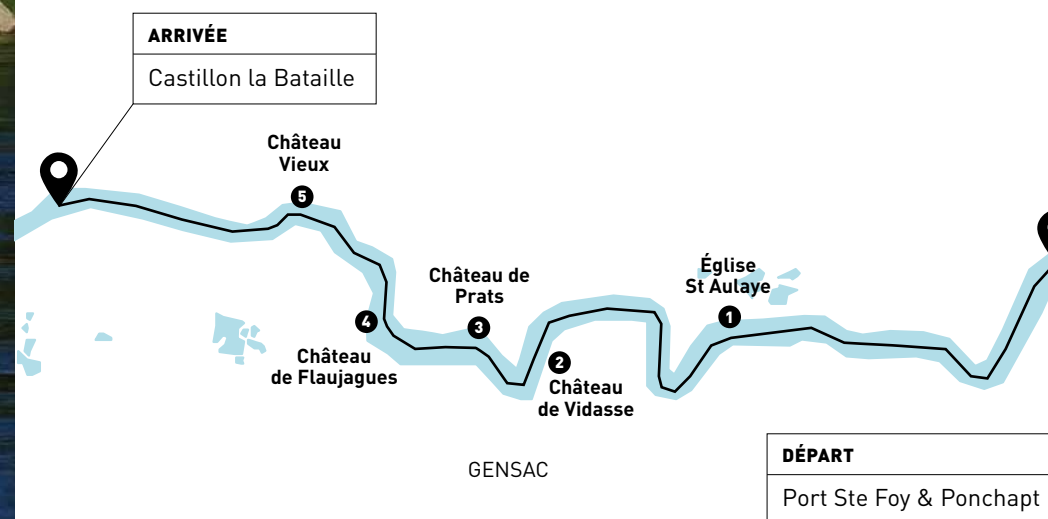 ARRIVÉE
Castillon la Bataille
Château
Vieux
5
Église
St Aulaye
1
Château de
Prats
3
4
Château
de Flaujagues
2
Château
de Vidasse
GENSAC
DÉPART
Port Ste Foy & Ponchapt